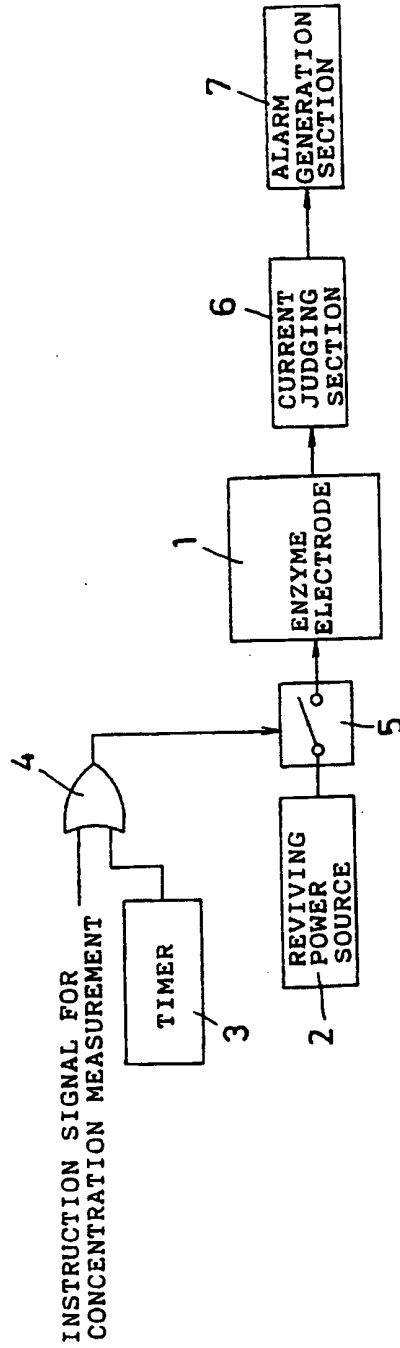 INSTRUCTION SIGNAL FOR
CONCENTRATION MEASUREMENT
4
TIMER
3
REVIVING
POWER
SOURCE
2
5
1
ENZYME
ELECTRODE
6
CURRENT
JUDGING
SECTION
7
ALARM
GENERATION
SECTION